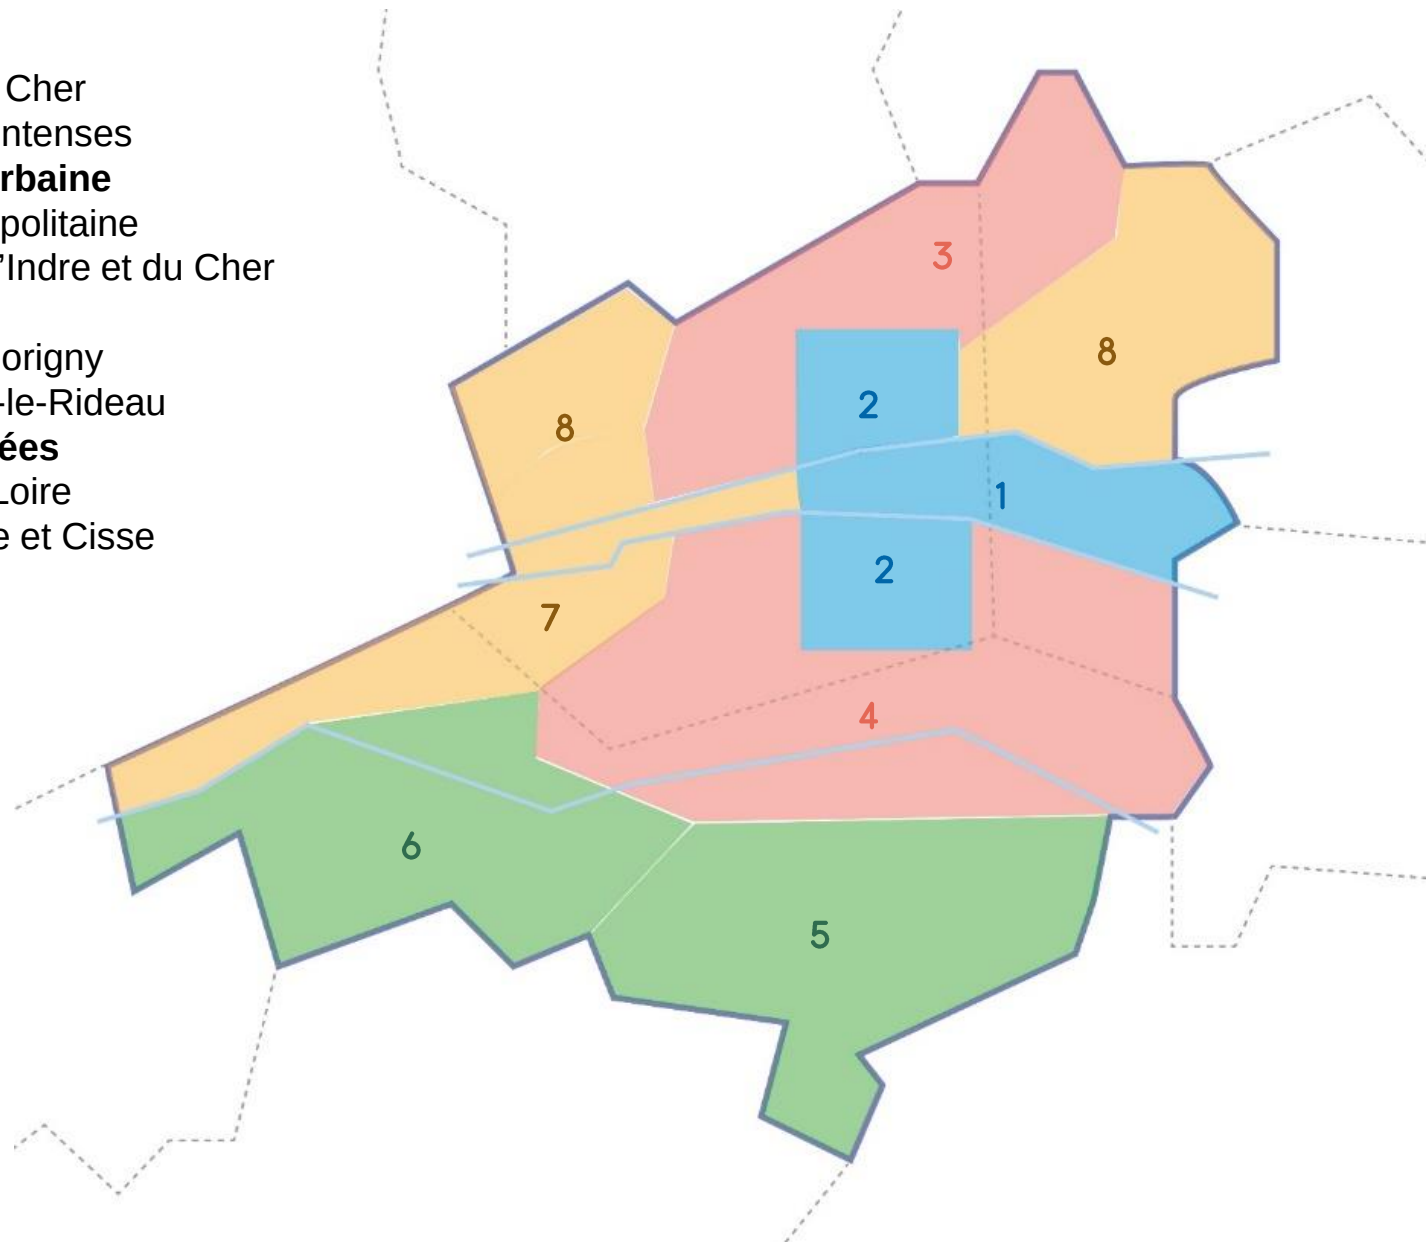 Cher
ntenses
rbaine
politaine
'Indre et du Cher
origny
-le-Rideau
ées
Loire
e et Cisse
3
8
2
8
1
2
7
4
6
5